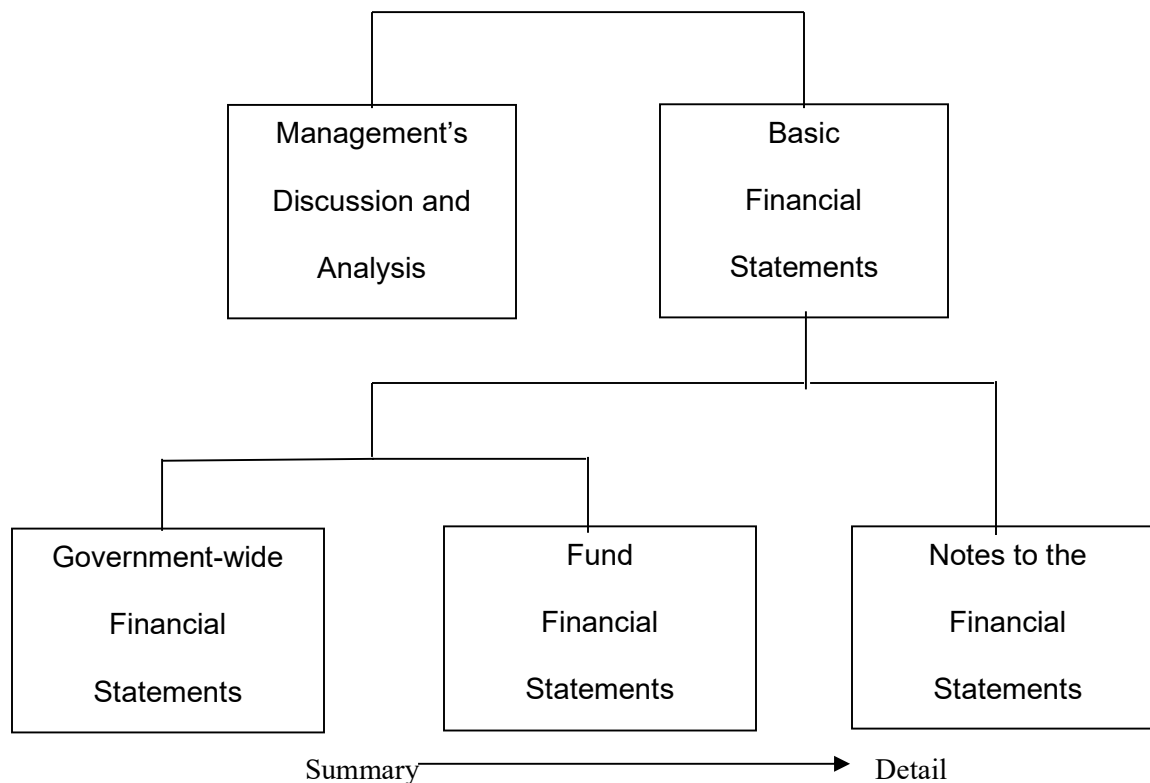 Management’s
Discussion and
Analysis
Basic
Financial
Statements
Government-wide
Financial
Statements
Fund
Financial
Statements
Notes to the
Financial
Statements
Summary
Detail